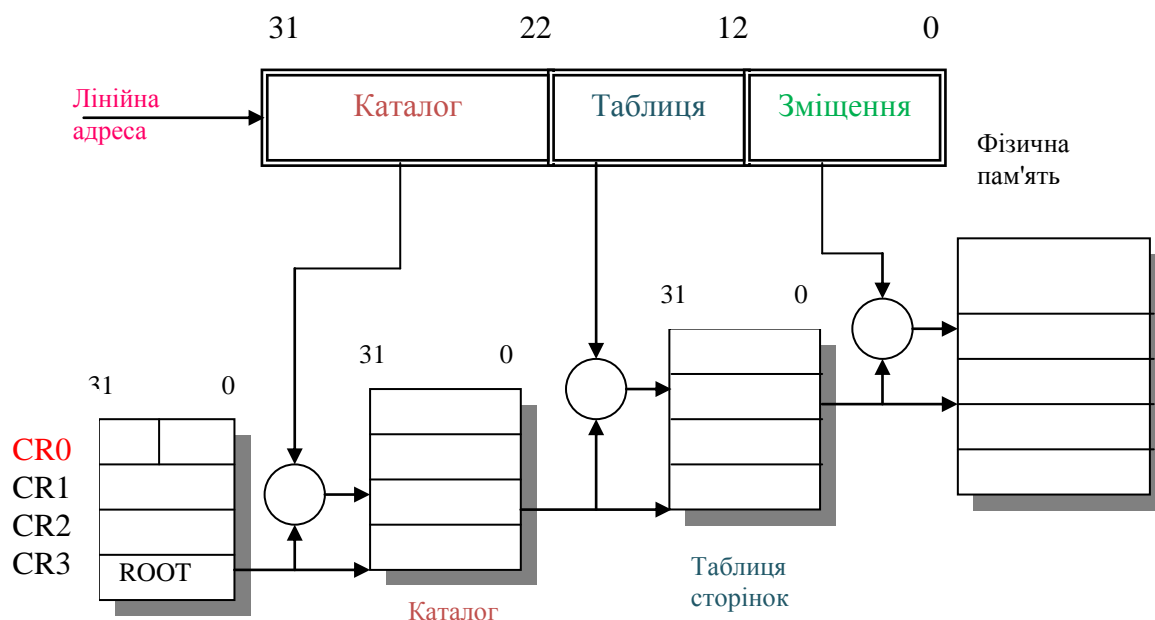 31 22 12 0
Лінійна
адреса
Каталог
Таблиця
Зміщення
Фізична
пам'ять
31 0
31 0
31 0
CR0
CR1
CR2
CR3
ROOT
Каталог
Таблиця
сторінок